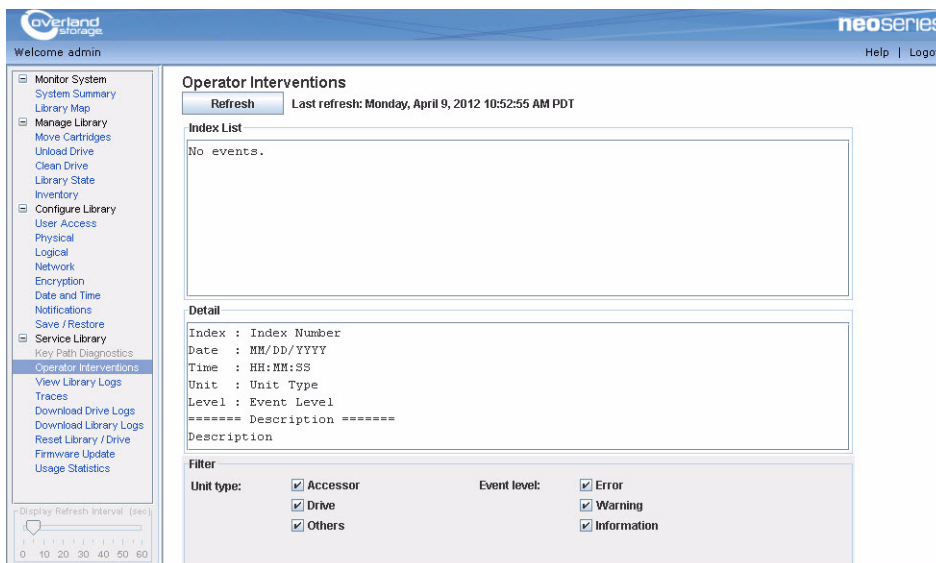 overland
storage
neoseries
Welcome admin
Help | Logo
Monitor System
System Summary
Library Map
Manage Library
Move Cartridges
Unload Drive
Clean Drive
Library State
Inventory
Configure Library
User Access
Physical
Logical
Network
Encryption
Date and Time
Notifications
Save / Restore
Service Library
Key Path Diagnostics
Operator Interventions
View Library Logs
Traces
Download Drive Logs
Download Library Logs
Reset Library / Drive
Firmware Update
Usage Statistics
Display Refresh Interval (sec)
0 10 20 30 40 50 60
Operator Interventions
Refresh Last refresh: Monday, April 9, 2012 10:52:55 AM PDT
Index List
No events.
Detail
Index : Index Number
Date : MM/DD/YYYY
Time : HH:MM:SS
Unit : Unit Type
Level : Event Level
======= Description =======
Description
Filter
Unit type: Accessor Event level: Error
Drive Warning
Others Information